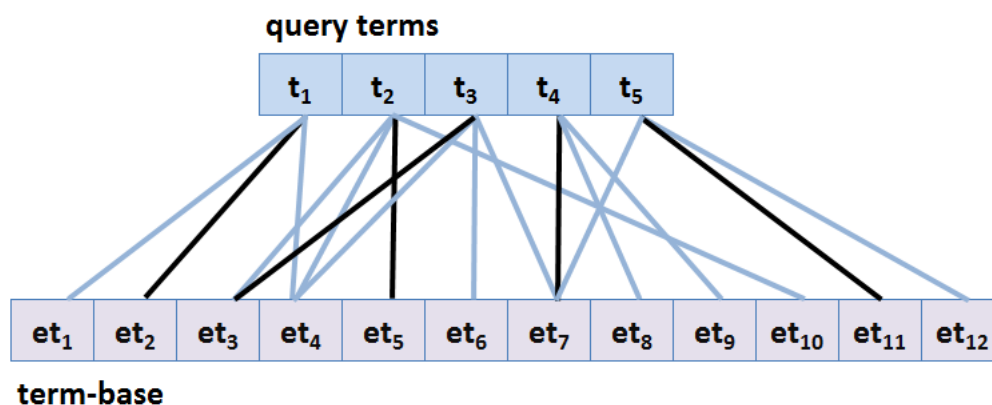 query terms
t₁ t₂ t₃ t₄ t₅
et₁ et₂ et₃ et₄ et₅ et₆ et₇ et₈ et₉ et₁₀ et₁₁ et₁₂
term-base